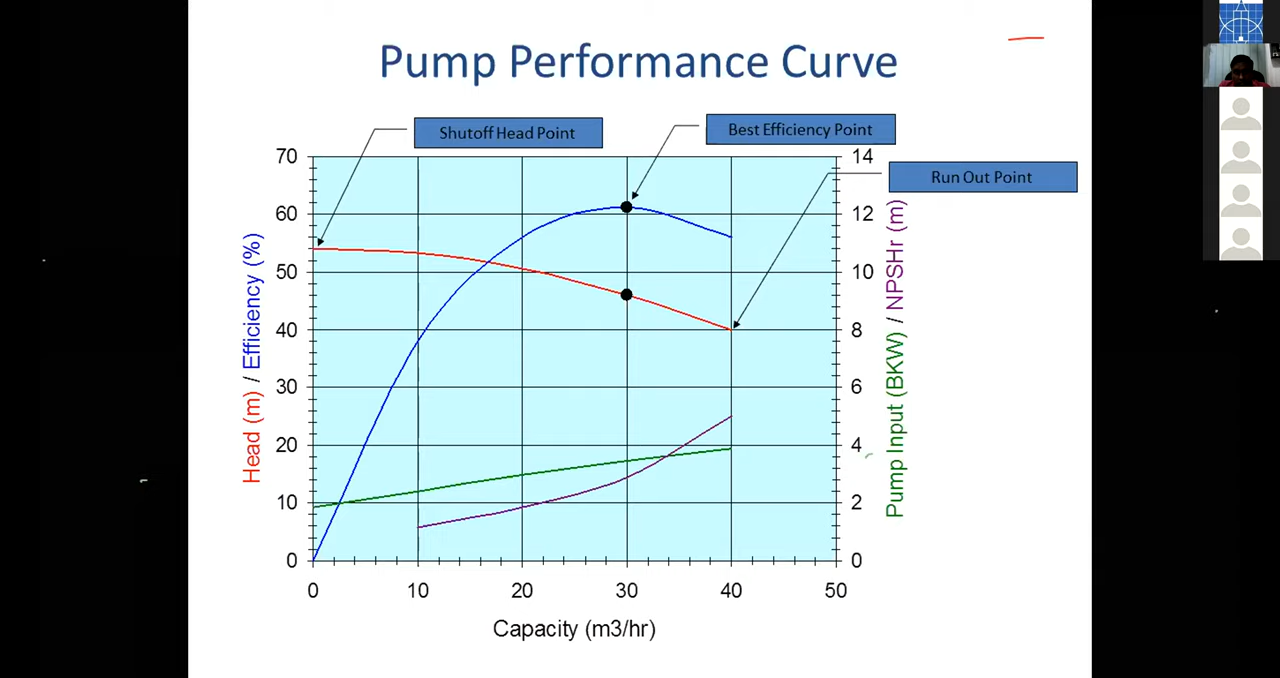 Pump Performance Curve
Shutoff Head Point
Best Efficiency Point
Run Out Point
70
60
50
40
30
20
10
0
14
12
10
8
6
4
2
0
Head (m) / Efficiency (%)
Pump Input (BKW) / NPSHr (m)
0 10 20 30 40 50
Capacity (m3/hr)